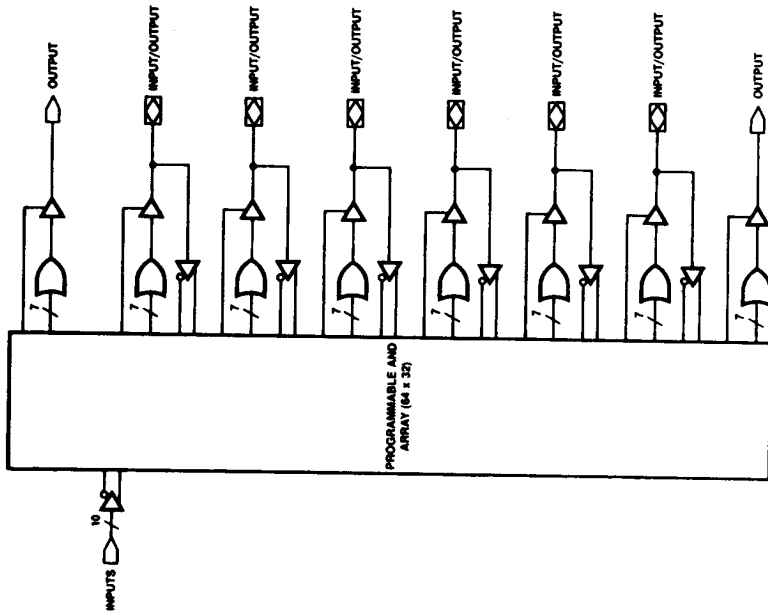 OUTPUT
INPUT/OUTPUT
INPUT/OUTPUT
INPUT/OUTPUT
INPUT/OUTPUT
INPUT/OUTPUT
INPUT/OUTPUT
OUTPUT
7
7
7
7
7
7
7
7
PROGRAMMABLE AND
ARRAY (64 x 32)
10
INPUTS